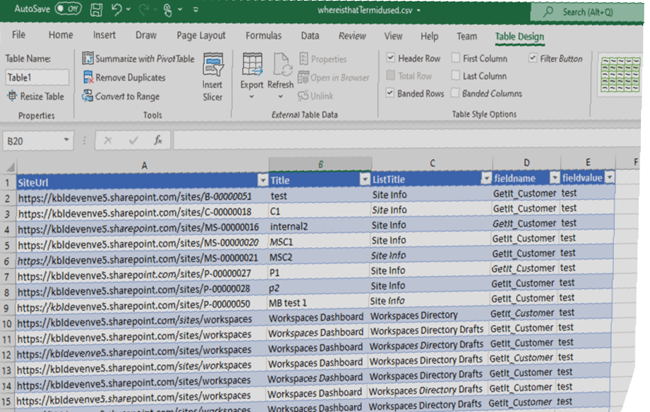 AutoSave Off whereisthatTermidused.csv Search (Alt+Q)
File Home Insert Draw Page Layout Formulas Data Review View Help Team Table Design
Table Name:
Table1
Resize Table
Properties
Summarize with PivotTable
Remove Duplicates
Convert to Range
Tools
Insert
Slicer
Export Refresh
Properties
Open in Browser
Unlink
External Table Data
Header Row First Column Filter Button
Total Row Last Column
Banded Rows Banded Columns
Table Style Options
B20 fx
A B C D E F
1 SiteUrl Title ListTitle fieldname fieldvalue
2 https://kbldevenve5.sharepoint.com/sites/B-00000051 test Site Info GetIt_Customer test
3 https://kbldevenve5.sharepoint.com/sites/C-00000018 C1 Site Info GetIt_Customer test
4 https://kbldevenve5.sharepoint.com/sites/MS-00000016 internal2 Site Info GetIt_Customer test
5 https://kbldevenve5.sharepoint.com/sites/MS-00000020 MSC1 Site Info GetIt_Customer test
6 https://kbldevenve5.sharepoint.com/sites/MS-00000021 MSC2 Site Info GetIt_Customer test
7 https://kbldevenve5.sharepoint.com/sites/P-00000027 P1 Site Info GetIt_Customer test
8 https://kbldevenve5.sharepoint.com/sites/P-00000028 p2 Site Info GetIt_Customer test
9 https://kbldevenve5.sharepoint.com/sites/P-00000050 MB test 1 Site Info GetIt_Customer test
10 https://kbldevenve5.sharepoint.com/sites/workspaces Workspaces Dashboard Workspaces Directory GetIt_Customer test
11 https://kbldevenve5.sharepoint.com/sites/workspaces Workspaces Dashboard Workspaces Directory Drafts GetIt_Customer test
12 https://kbldevenve5.sharepoint.com/sites/workspaces Workspaces Dashboard Workspaces Directory Drafts GetIt_Customer test
13 https://kbldevenve5.sharepoint.com/sites/workspaces Workspaces Dashboard Workspaces Directory Drafts GetIt_Customer test
14 https://kbldevenve5.sharepoint.com/sites/workspaces Workspaces Dashboard Workspaces Directory Drafts GetIt_Customer test
15 https://kbldevenve5.sharepoint.com/sites/workspaces Workspaces Dashboard Workspaces Directory Drafts GetIt_Customer test